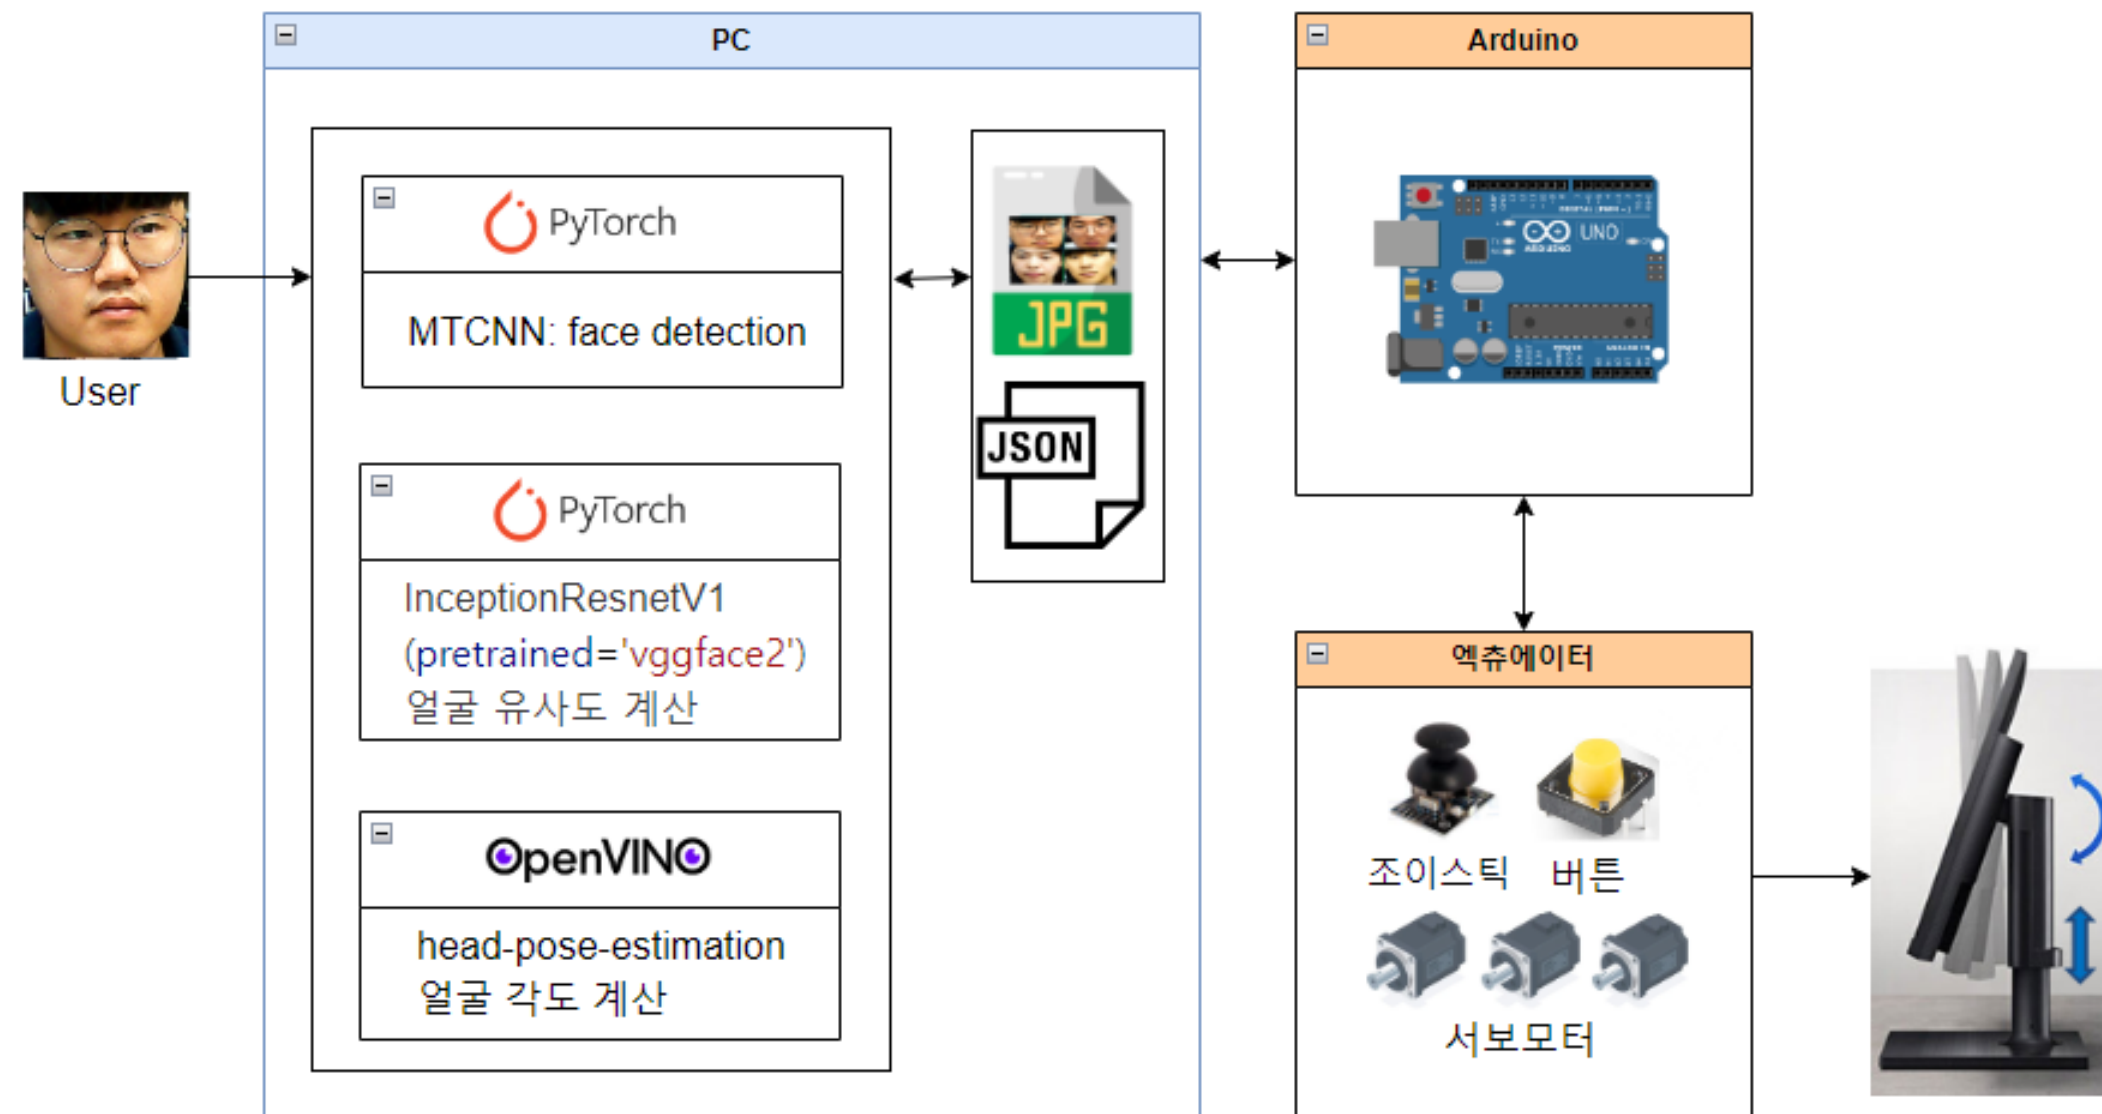 PC
Arduino
PyTorch
MTCNN: face detection
User
JPG
JSON
UNO
PyTorch
InceptionResnetV1
(pretrained='vggface2')
얼굴 유사도 계산
OpenVINO
head-pose-estimation
얼굴 각도 계산
엑츄에이터
조이스틱
버튼
서보모터